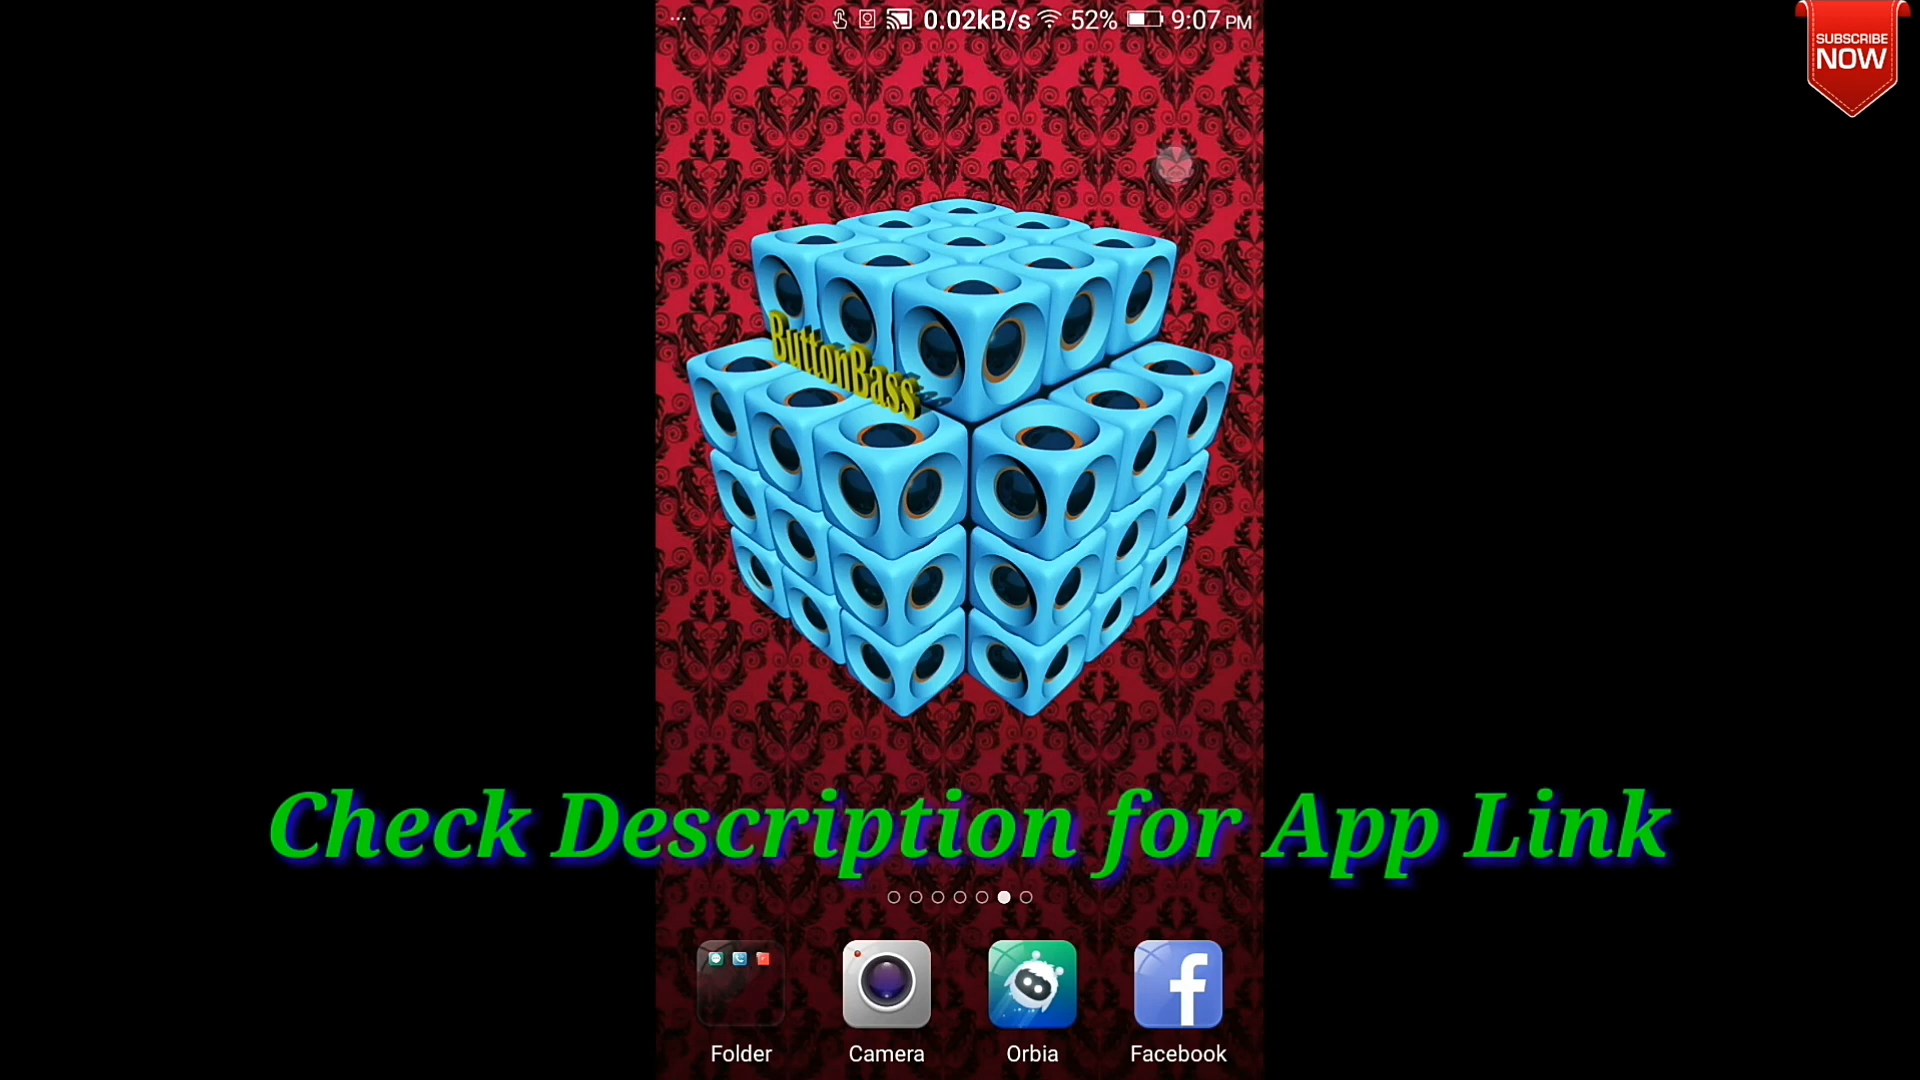 0.02kB/s 52% 9:07 PM
SUBSCRIBE
NOW
ButtonBass
Check Description for App Link
Folder Camera Orbia Facebook